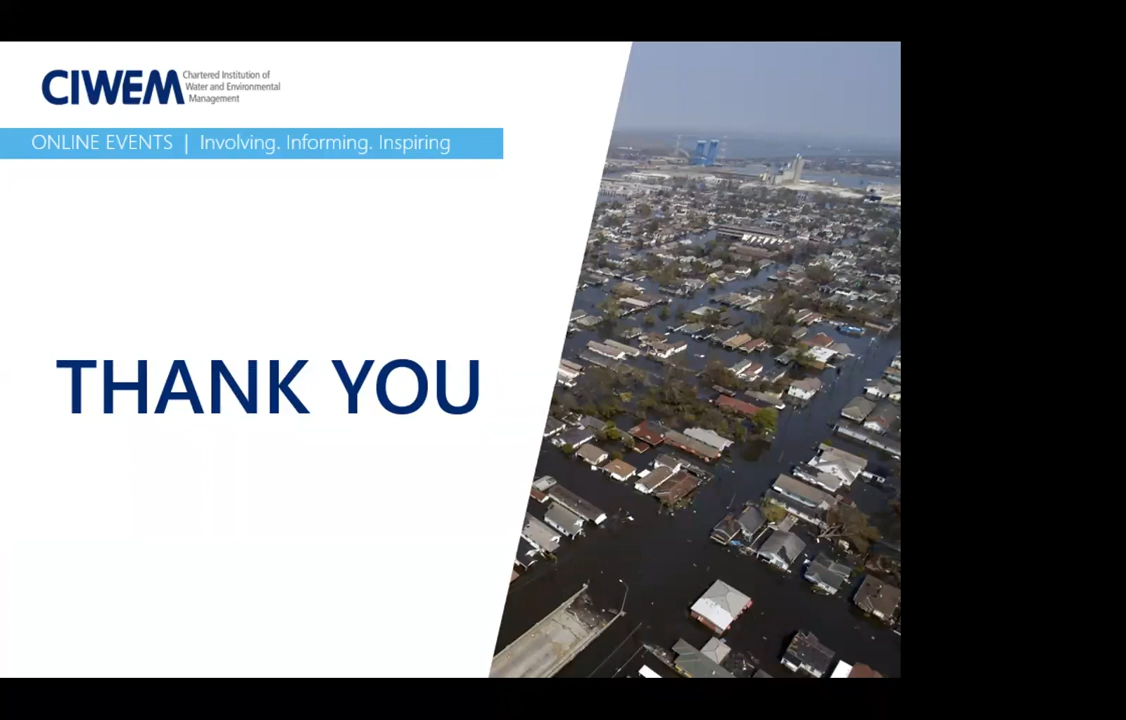 CIWEM
Chartered Institution of
Water and Environmental
Management
ONLINE EVENTS | Involving. Informing. Inspiring
THANK YOU